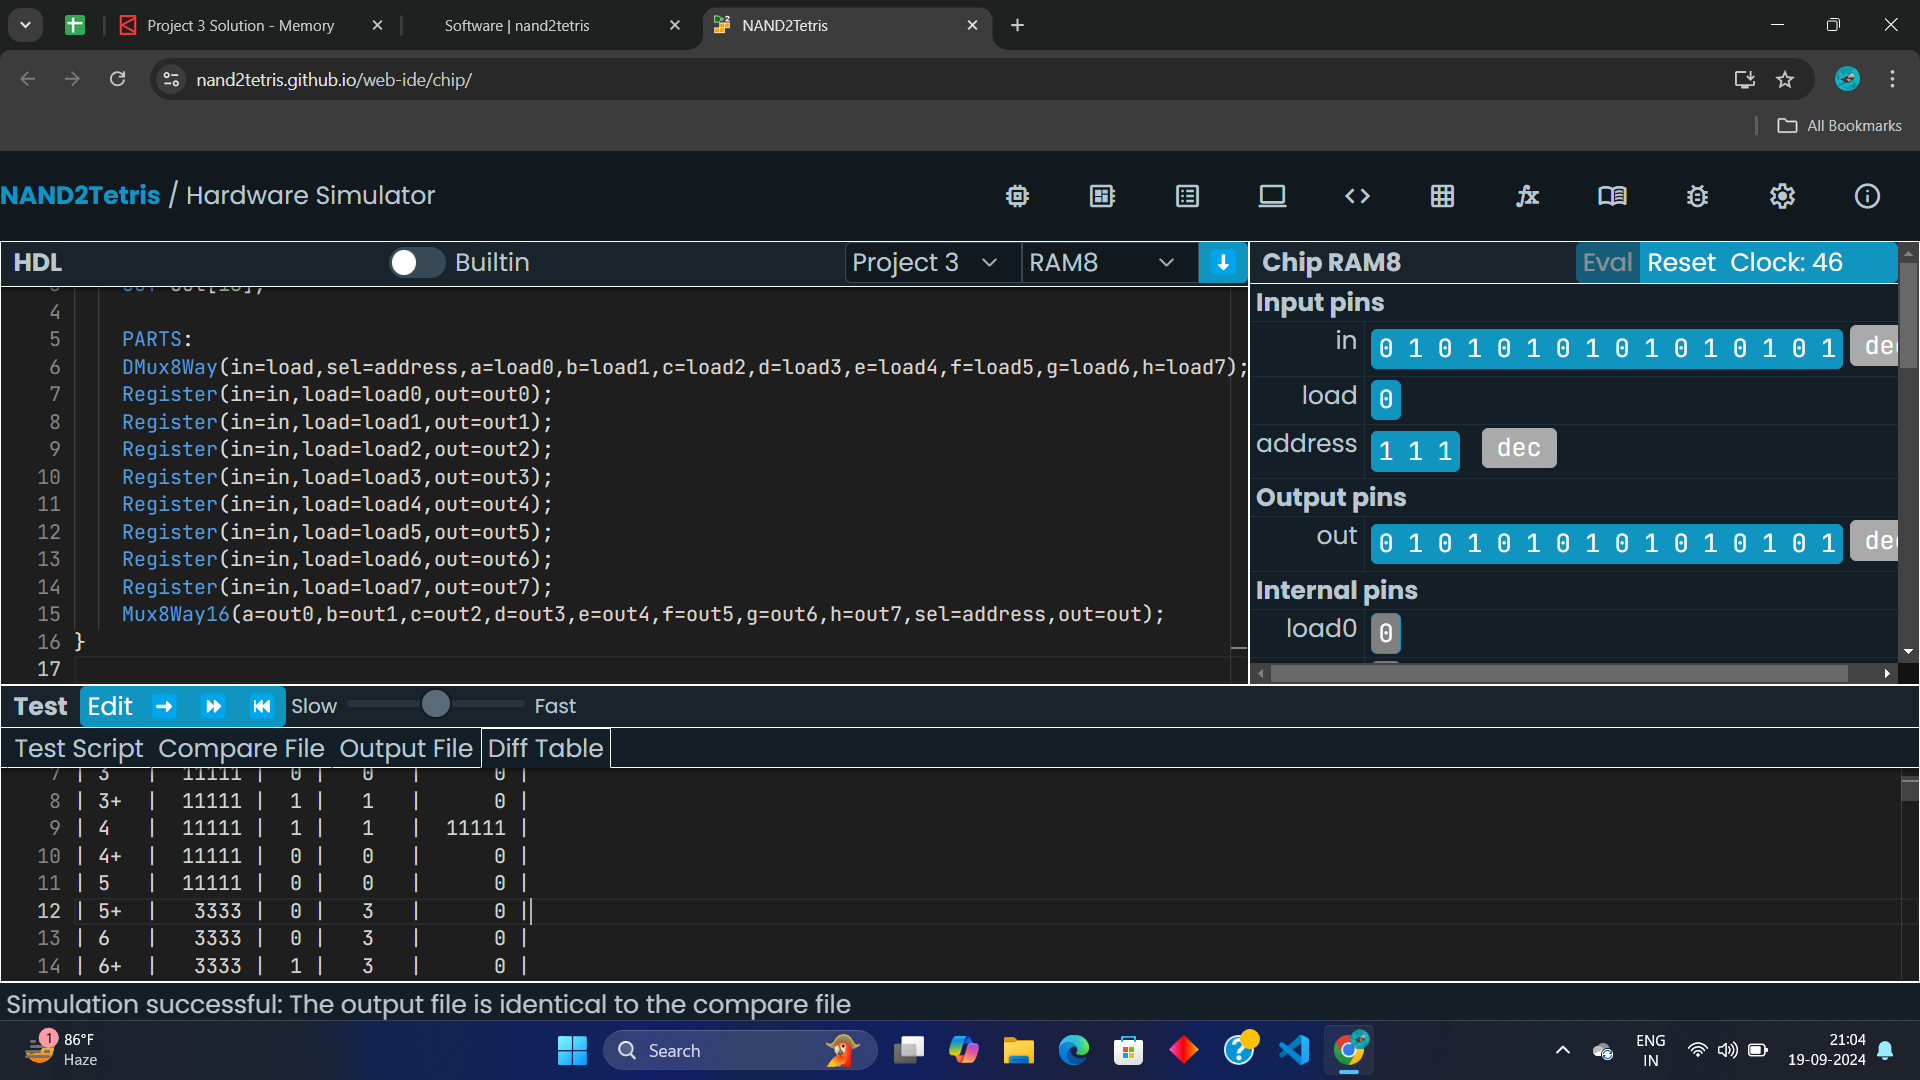 Project 3 Solution - Memory
Software | nand2tetris
NAND2Tetris
nand2tetris.github.io/web-ide/chip/
All Bookmarks
NAND2Tetris / Hardware Simulator
HDL
Builtin
Project 3
RAM8
Chip RAM8
Eval
Reset
Clock: 46
4
5 PARTS:
6 DMux8Way(in=load,sel=address,a=load0,b=load1,c=load2,d=load3,e=load4,f=load5,g=load6,h=load7);
7 Register(in=in,load=load0,out=out0);
8 Register(in=in,load=load1,out=out1);
9 Register(in=in,load=load2,out=out2);
10 Register(in=in,load=load3,out=out3);
11 Register(in=in,load=load4,out=out4);
12 Register(in=in,load=load5,out=out5);
13 Register(in=in,load=load6,out=out6);
14 Register(in=in,load=load7,out=out7);
15 Mux8Way16(a=out0,b=out1,c=out2,d=out3,e=out4,f=out5,g=out6,h=out7,sel=address,out=out);
16 }
17
Input pins
in 0 1 0 1 0 1 0 1 0 1 0 1 0 1 0 1 dec
load 0
address 1 1 1 dec
Output pins
out 0 1 0 1 0 1 0 1 0 1 0 1 0 1 0 1 dec
Internal pins
load0 0
Test Edit Slow Fast
Test Script Compare File Output File Diff Table
7 | 3 | 11111 | 0 | 0 | 0 |
8 | 3+ | 11111 | 1 | 1 | 0 |
9 | 4 | 11111 | 1 | 1 | 11111 |
10 | 4+ | 11111 | 0 | 0 | 0 |
11 | 5 | 11111 | 0 | 0 | 0 |
12 | 5+ | 3333 | 0 | 3 | 0 |
13 | 6 | 3333 | 0 | 3 | 0 |
14 | 6+ | 3333 | 1 | 3 | 0 |
Simulation successful: The output file is identical to the compare file
1
86°F
Haze
Search
ENG
IN
21:04
19-09-2024